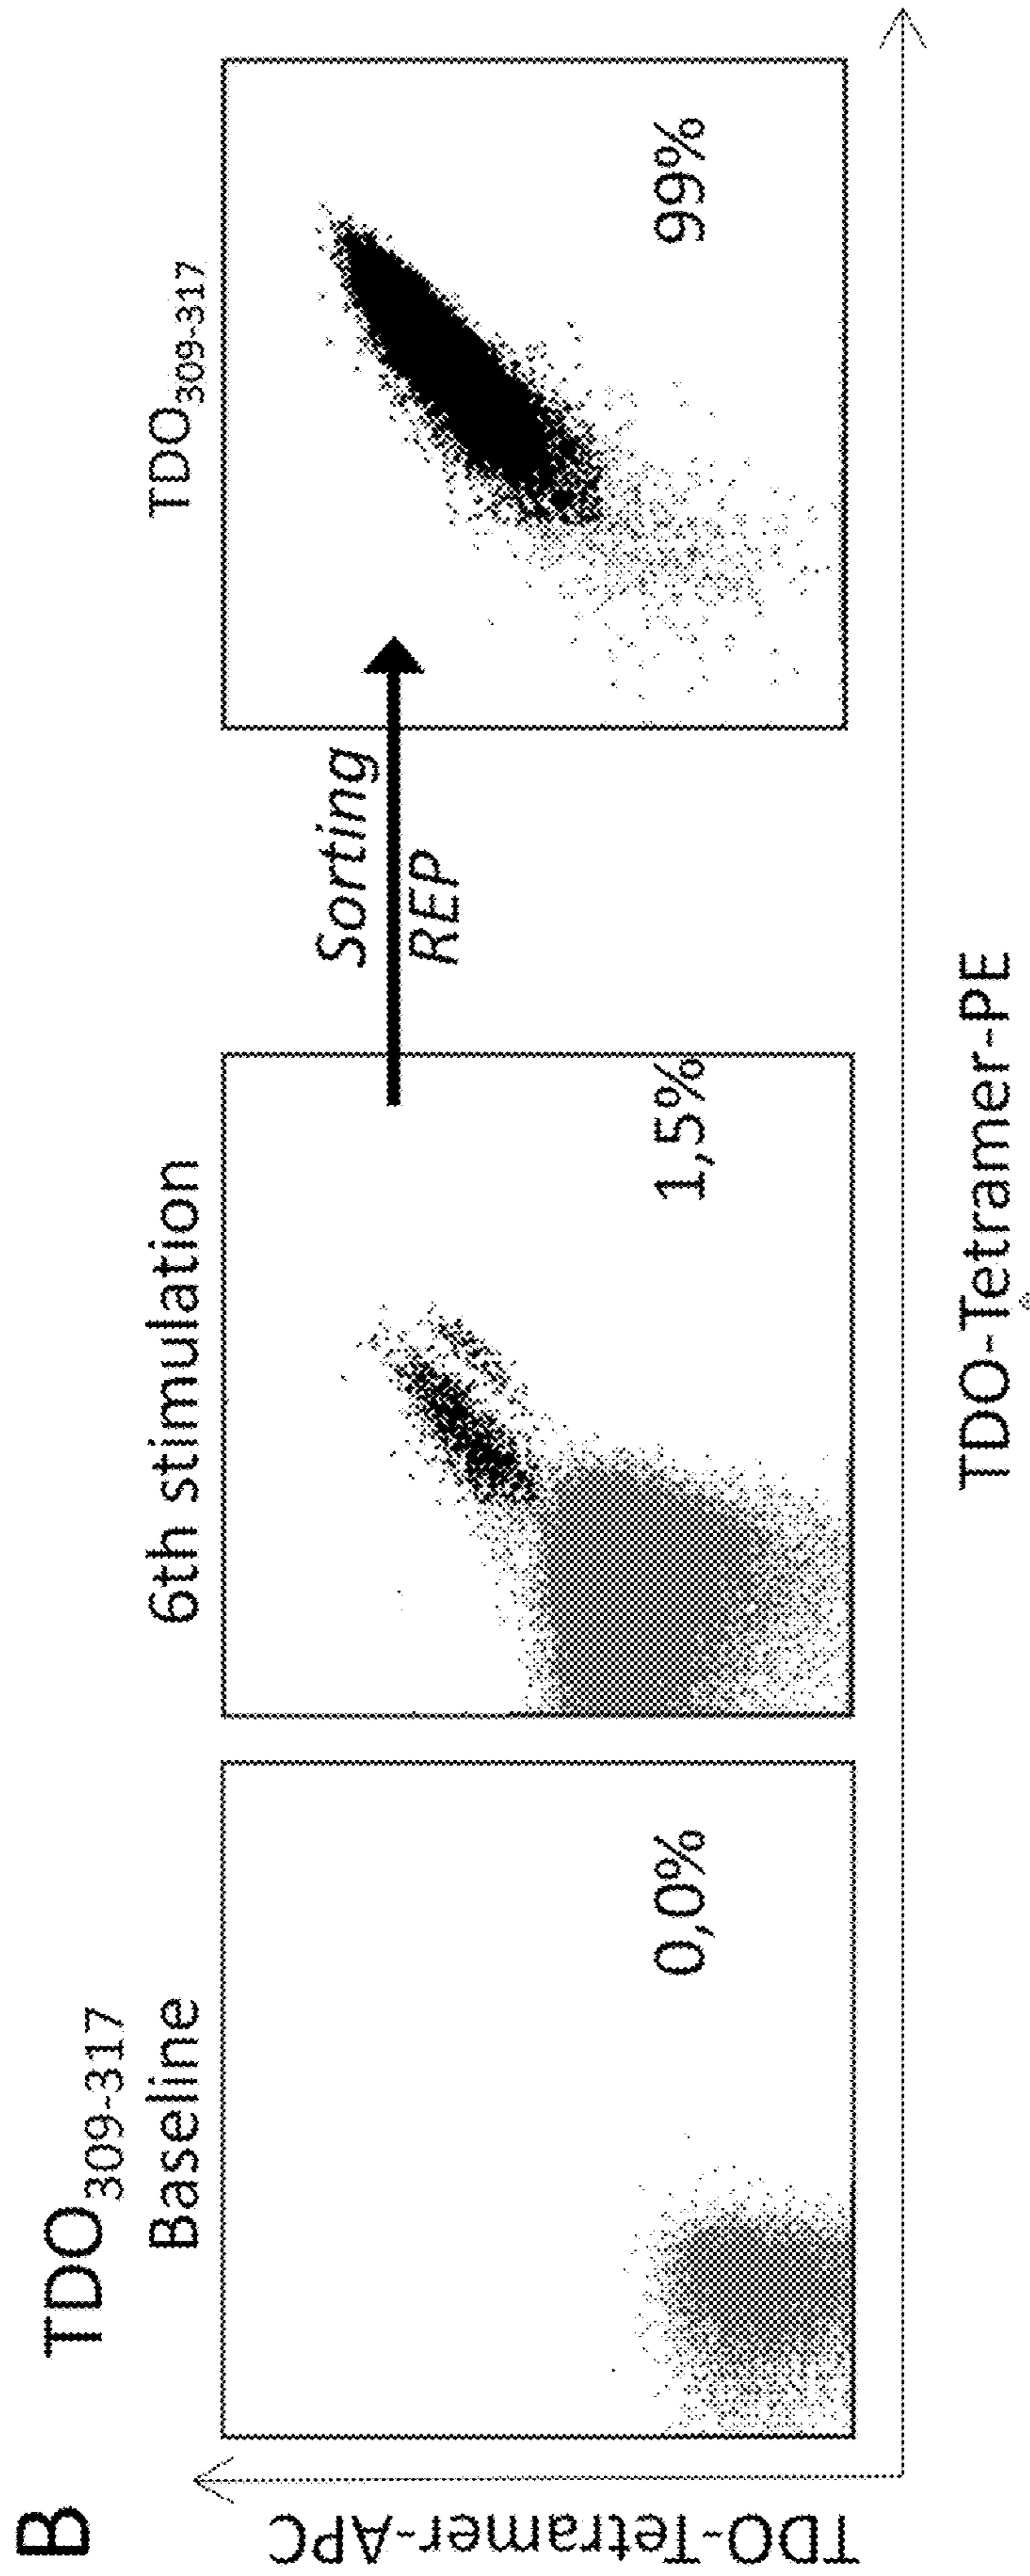 B
TDO309-317
Baseline
6th stimulation
TDO309-317
Sorting
REP
0,0%
1,5%
99%
TDO-Tetramer-APC
TDO-Tetramer-PE